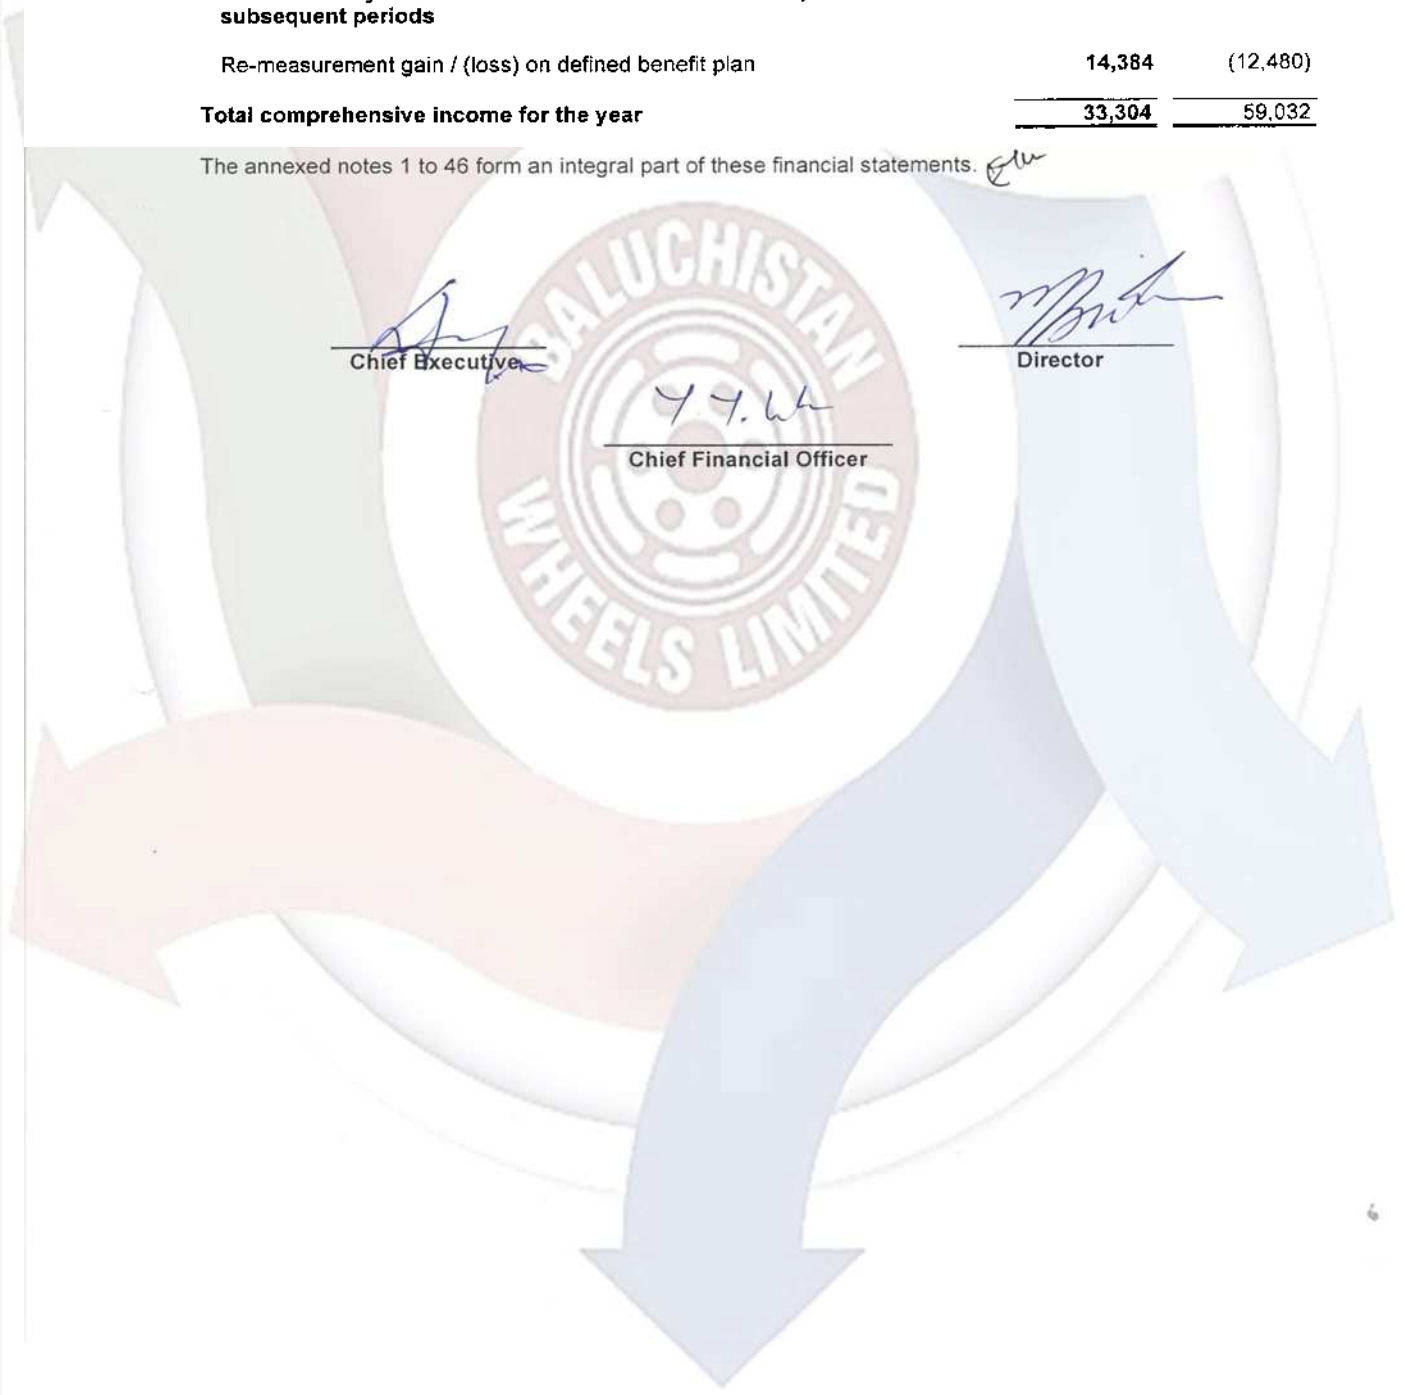 subsequent periods
Re-measurement gain / (loss) on defined benefit plan 14,384 (12,480)
Total comprehensive income for the year 33,304 59,032
The annexed notes 1 to 46 form an integral part of these financial statements.
Chief Executive
Director
Chief Financial Officer
BALUCHISTAN
WHEELS LIMITED
6